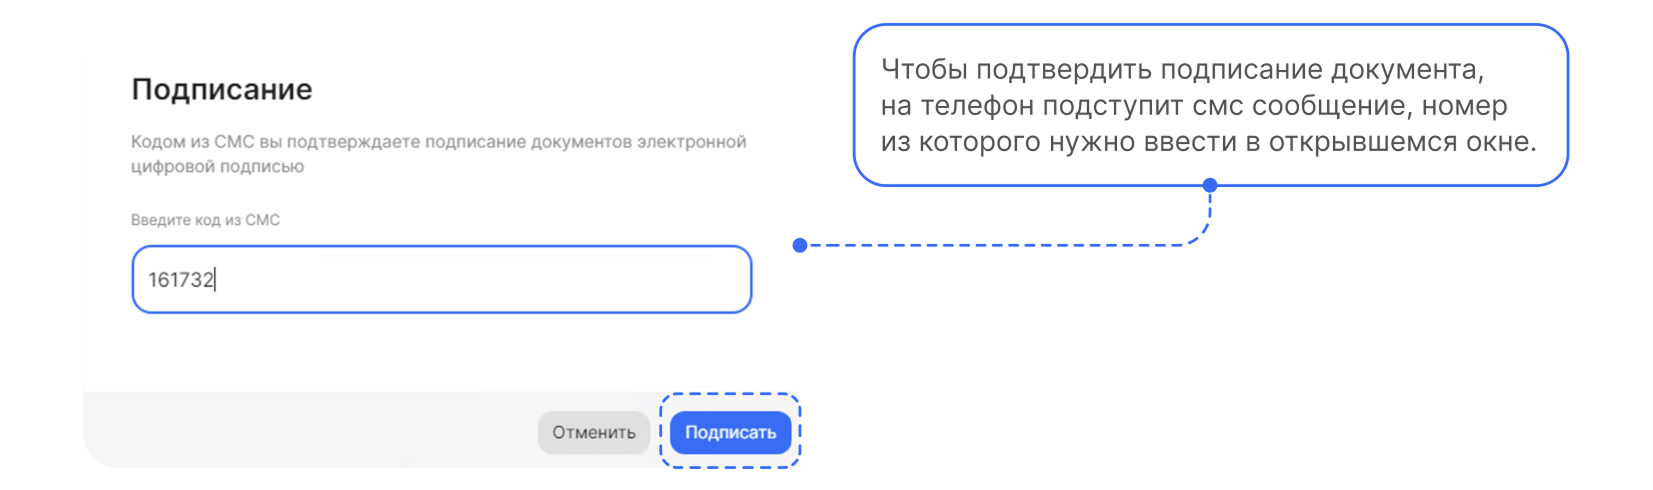 Подписание
Кодом из СМС вы подтверждаете подписание документов электронной
цифровой подписью
Введите код из СМС
161732
Отменить
Подписать
Чтобы подтвердить подписание документа,
на телефон подступит смс сообщение, номер
из которого нужно ввести в открывшемся окне.